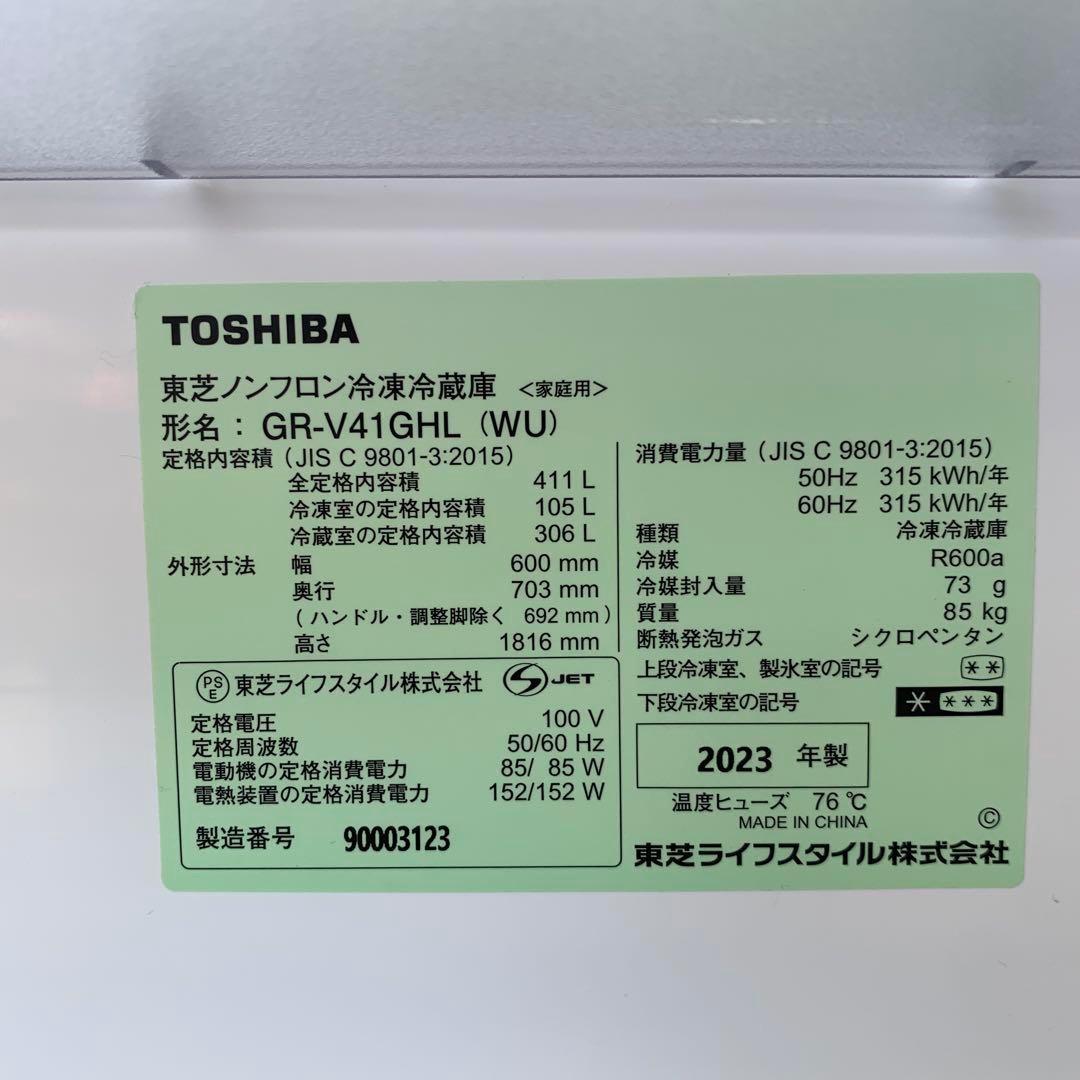 TOSHIBA
東芝ノンフロン冷凍冷蔵庫 <家庭用>
形名: GR-V41GHL (WU)
定格内容積 (JIS C 9801-3:2015)
全定格内容積 411 L
冷凍室の定格内容積 105 L
冷蔵室の定格内容積 306 L
外形寸法 幅 600 mm
奥行 703 mm
(ハンドル・調整脚除く 692 mm)
高さ 1816 mm
PS E 東芝ライフスタイル株式会社 S JET
定格電圧 100 V
定格周波数 50/60 Hz
電動機の定格消費電力 85/ 85 W
電熱装置の定格消費電力 152/152 W
製造番号 90003123
消費電力量 (JIS C 9801-3:2015)
50Hz 315 kWh/年
60Hz 315 kWh/年
種類 冷凍冷蔵庫
冷媒 R600a
冷媒封入量 73 g
質量 85 kg
断熱発泡ガス シクロペンタン
上段冷凍室、製氷室の記号 **
下段冷凍室の記号 * ***
2023 年製
温度ヒューズ 76℃
MADE IN CHINA ©
東芝ライフスタイル株式会社